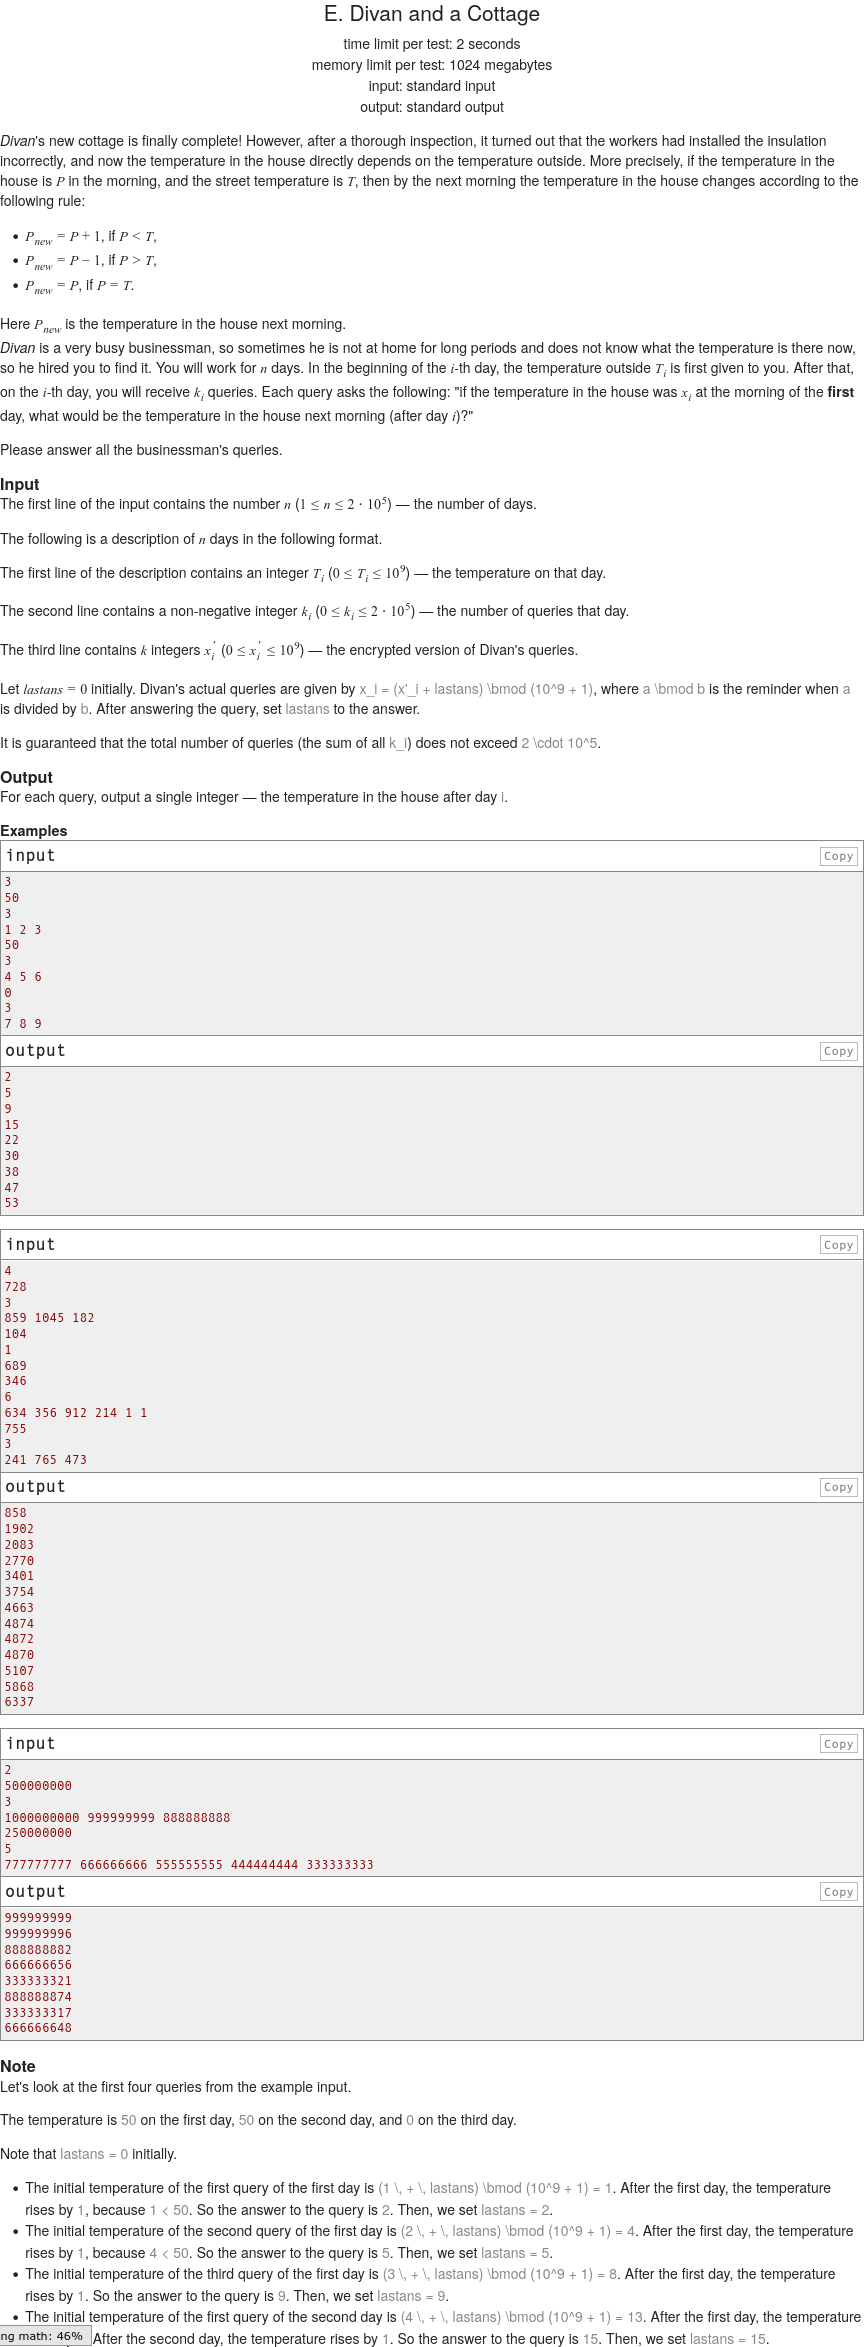 E. Divan and a Cottage
time limit per test: 2 seconds
memory limit per test: 1024 megabytes
input: standard input
output: standard output
Divan's new cottage is finally complete! However, after a thorough inspection, it turned out that the workers had installed the insulation
incorrectly, and now the temperature in the house directly depends on the temperature outside. More precisely, if the temperature in the
house is P in the morning, and the street temperature is T, then by the next morning the temperature in the house changes according to the
following rule:
• P_new = P + 1, if P < T,
• P_new = P − 1, if P > T,
• P_new = P, if P = T.
Here P_new is the temperature in the house next morning.
Divan is a very busy businessman, so sometimes he is not at home for long periods and does not know what the temperature is there now,
so he hired you to find it. You will work for n days. In the beginning of the i-th day, the temperature outside T_i is first given to you. After that,
on the i-th day, you will receive k_i queries. Each query asks the following: "if the temperature in the house was x_i at the morning of the first
day, what would be the temperature in the house next morning (after day i)?"
Please answer all the businessman's queries.
Input
The first line of the input contains the number n (1 ≤ n ≤ 2 · 10^5) — the number of days.
The following is a description of n days in the following format.
The first line of the description contains an integer T_i (0 ≤ T_i ≤ 10^9) — the temperature on that day.
The second line contains a non-negative integer k_i (0 ≤ k_i ≤ 2 · 10^5) — the number of queries that day.
The third line contains k integers x'_i (0 ≤ x'_i ≤ 10^9) — the encrypted version of Divan's queries.
Let lastans = 0 initially. Divan's actual queries are given by x_i = (x'_i + lastans) \bmod (10^9 + 1), where a \bmod b is the reminder when a
is divided by b. After answering the query, set lastans to the answer.
It is guaranteed that the total number of queries (the sum of all k_i) does not exceed 2 \cdot 10^5.
Output
For each query, output a single integer — the temperature in the house after day i.
Examples
input
Copy
3
50
3
1 2 3
50
3
4 5 6
0
3
7 8 9
output
Copy
2
5
9
15
22
30
38
47
53
input
Copy
4
728
3
859 1045 182
104
1
689
346
6
634 356 912 214 1 1
755
3
241 765 473
output
Copy
858
1902
2083
2770
3401
3754
4663
4874
4872
4870
5107
5868
6337
input
Copy
2
500000000
3
1000000000 999999999 888888888
250000000
5
777777777 666666666 555555555 444444444 333333333
output
Copy
999999999
999999996
888888882
666666656
333333321
888888874
333333317
666666648
Note
Let's look at the first four queries from the example input.
The temperature is 50 on the first day, 50 on the second day, and 0 on the third day.
Note that lastans = 0 initially.
• The initial temperature of the first query of the first day is (1 \, + \, lastans) \bmod (10^9 + 1) = 1. After the first day, the temperature
rises by 1, because 1 < 50. So the answer to the query is 2. Then, we set lastans = 2.
• The initial temperature of the second query of the first day is (2 \, + \, lastans) \bmod (10^9 + 1) = 4. After the first day, the temperature
rises by 1, because 4 < 50. So the answer to the query is 5. Then, we set lastans = 5.
• The initial temperature of the third query of the first day is (3 \, + \, lastans) \bmod (10^9 + 1) = 8. After the first day, the temperature
rises by 1. So the answer to the query is 9. Then, we set lastans = 9.
• The initial temperature of the first query of the second day is (4 \, + \, lastans) \bmod (10^9 + 1) = 13. After the first day, the temperature
ng math: 46%
After the second day, the temperature rises by 1. So the answer to the query is 15. Then, we set lastans = 15.